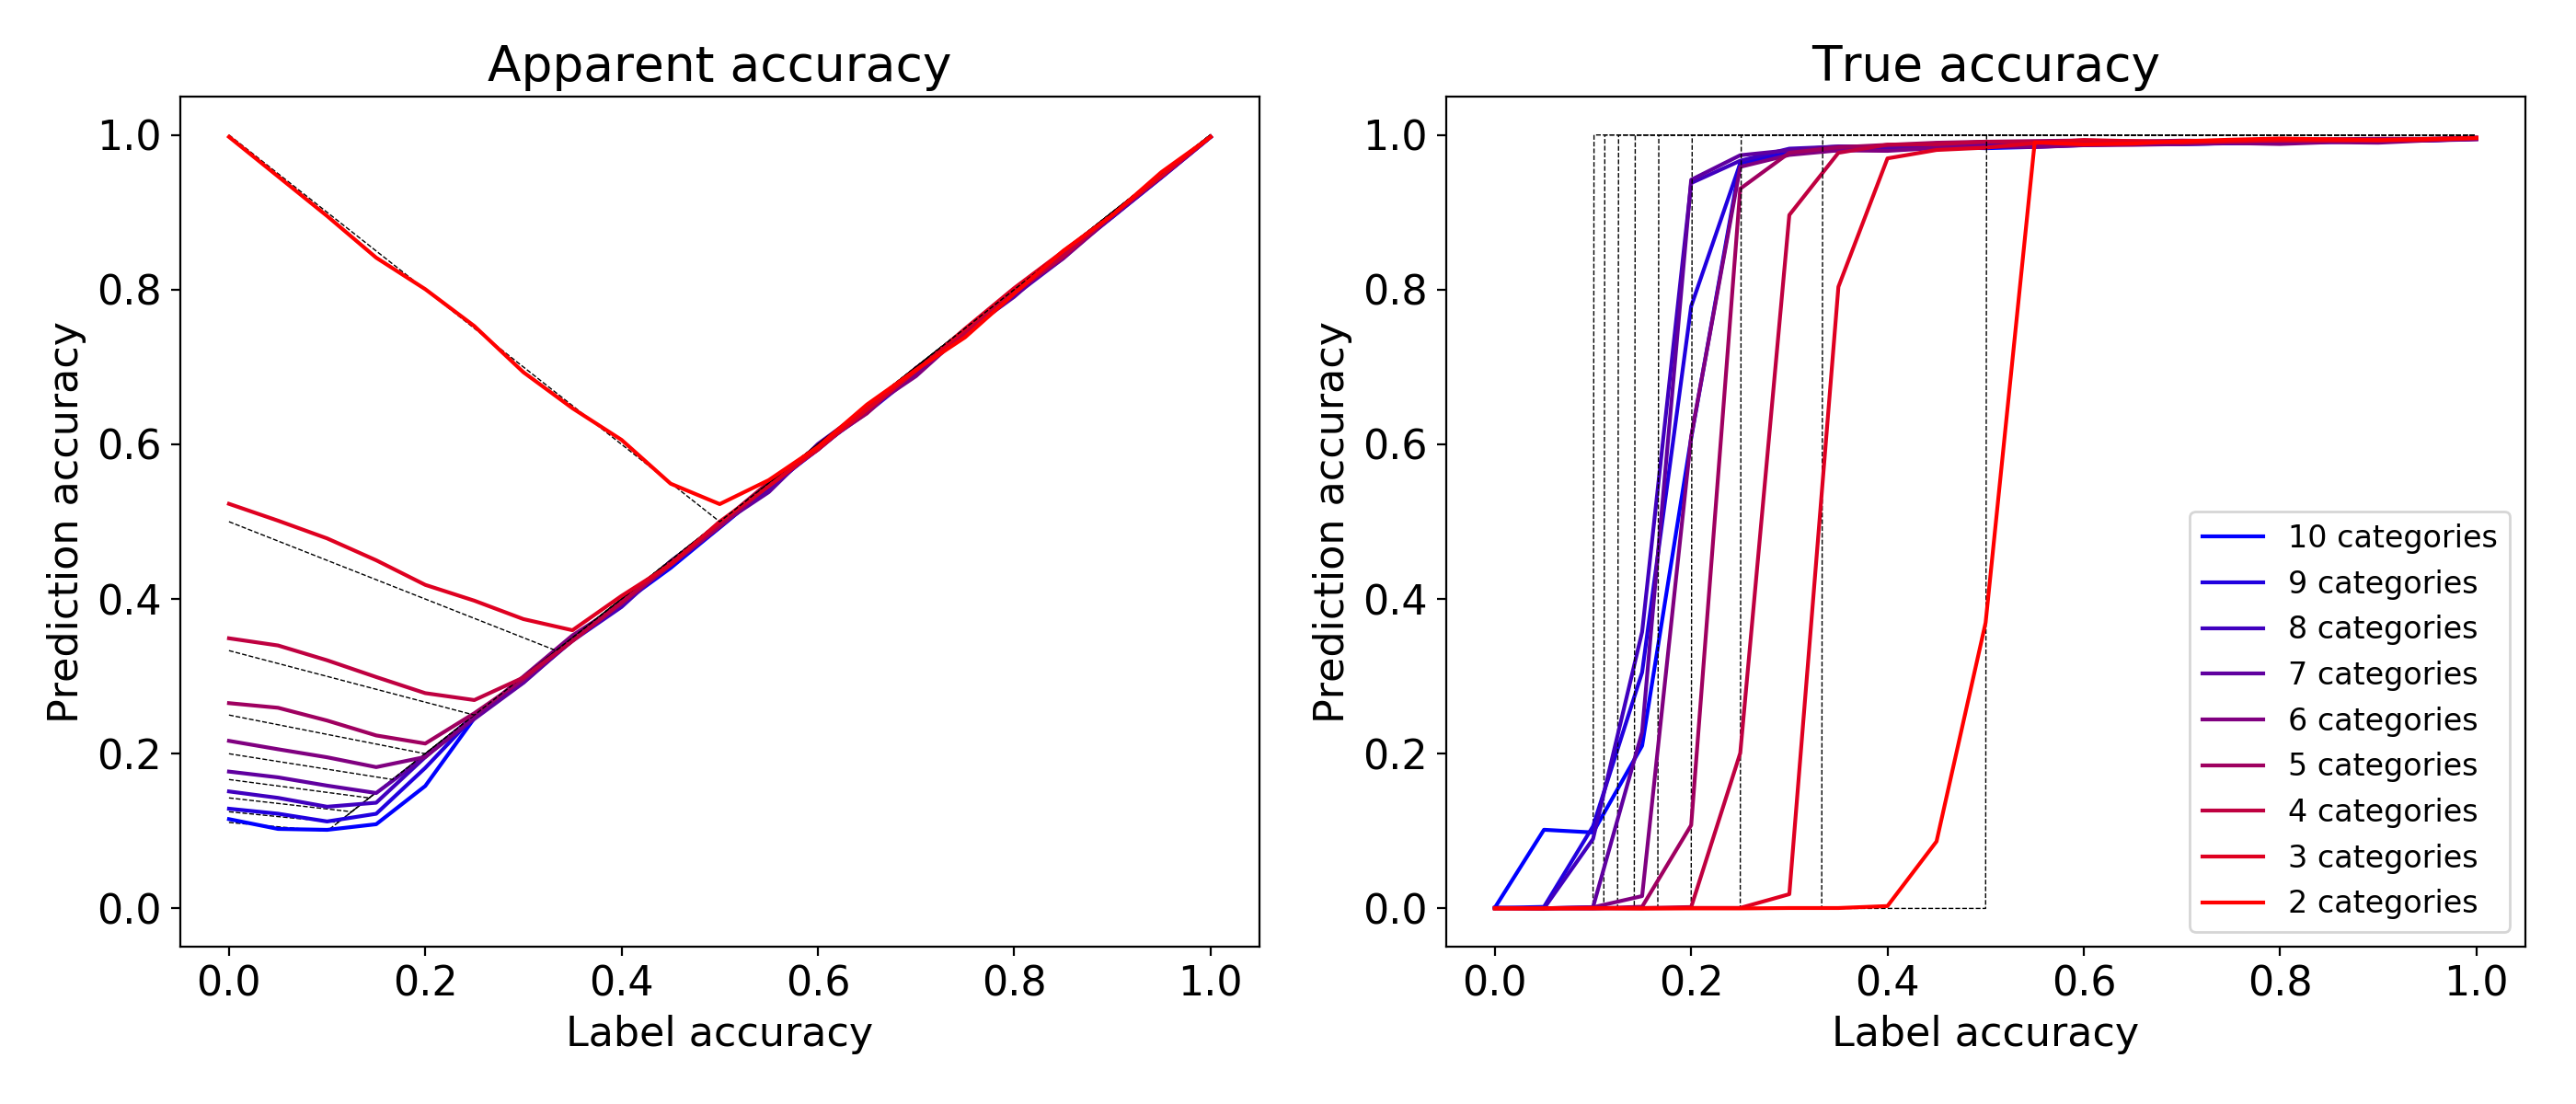 Apparent accuracy
Prediction accuracy
1.0
0.8
0.6
0.4
0.2
0.0
0.0 0.2 0.4 0.6 0.8 1.0
Label accuracy
True accuracy
Prediction accuracy
1.0
0.8
0.6
0.4
0.2
0.0
10 categories
9 categories
8 categories
7 categories
6 categories
5 categories
4 categories
3 categories
2 categories
0.0 0.2 0.4 0.6 0.8 1.0
Label accuracy